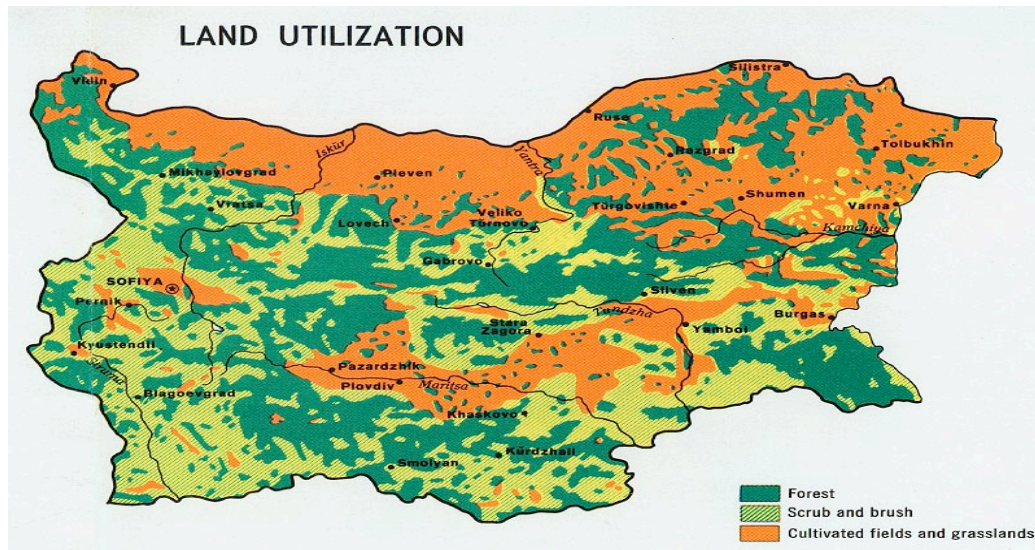 LAND UTILIZATION
Vidin
Silistra
Ruse
Iskŭr
Yantra
Razgrad
Tolbukhin
Mikhaylovgrad
Pleven
Shumen
Vratsa
Lovech
Veliko
Tŭrnovo
Tŭrgovishte
Varna
Kamchiya
Gabrovo
SOFIYA
Sliven
Pernik
Tundzha
Burgas
Stara
Zagora
Yambol
Kyustendil
Struma
Pazardzhik
Plovdiv
Maritsa
Blagoevgrad
Khaskovo
Smolyan
Kŭrdzhali
Forest
Scrub and brush
Cultivated fields and grasslands